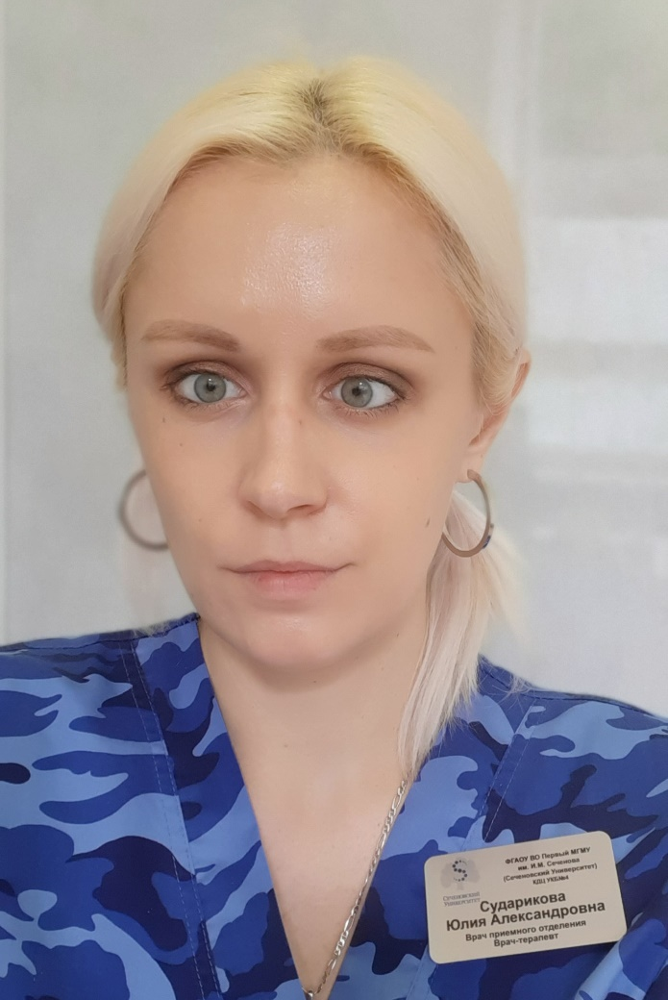 ФГАОУ ВО Первый МГМУ
им. И.М. Сеченова
(Сеченовский Университет)
КДЦ УКБ№4
Сеченовский
Университет
Сударикова
Юлия Александровна
Врач приемного отделения
Врач-терапевт